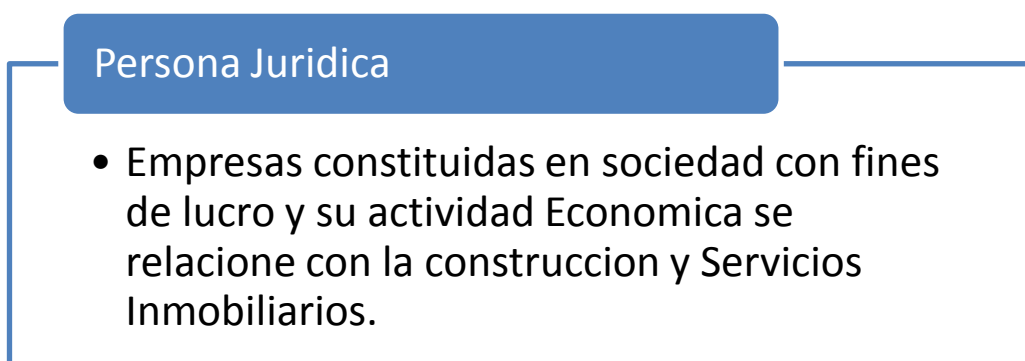 Persona Juridica
• Empresas constituidas en sociedad con fines
de lucro y su actividad Economica se
relacione con la construccion y Servicios
Inmobiliarios.